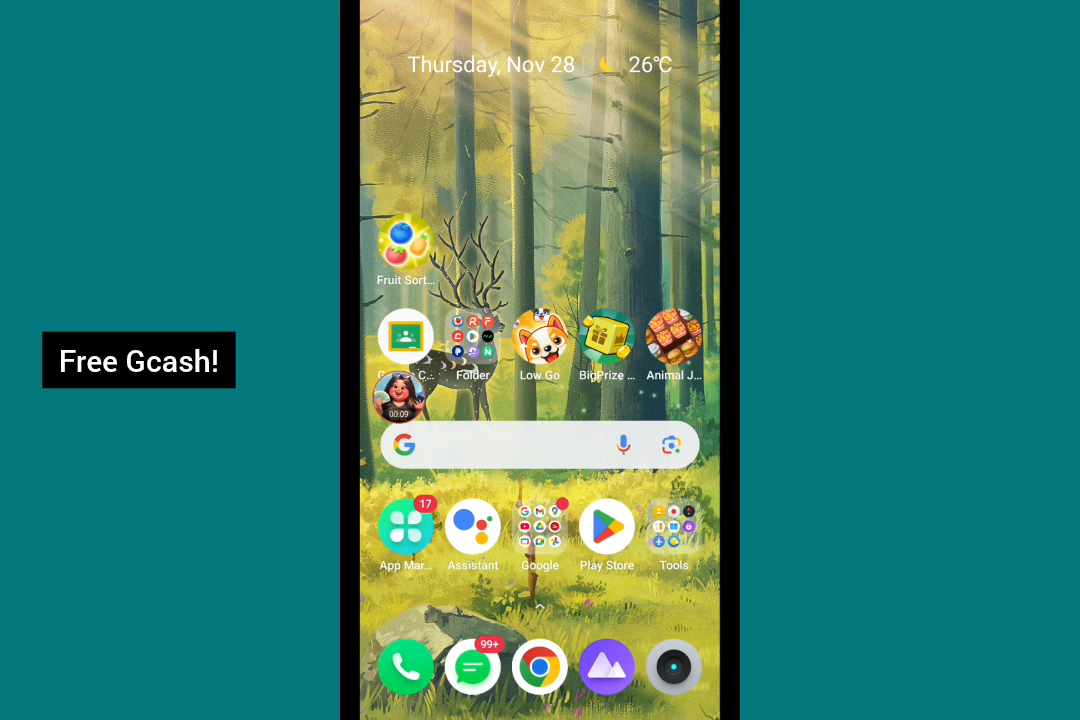 Thursday, Nov 28 26°C
Free Gcash!
Fruit Sort...
Folder
Low Go
BigPrize ...
Animal J...
00:09
17
App Mar...
Assistant
Google
Play Store
Tools
99+